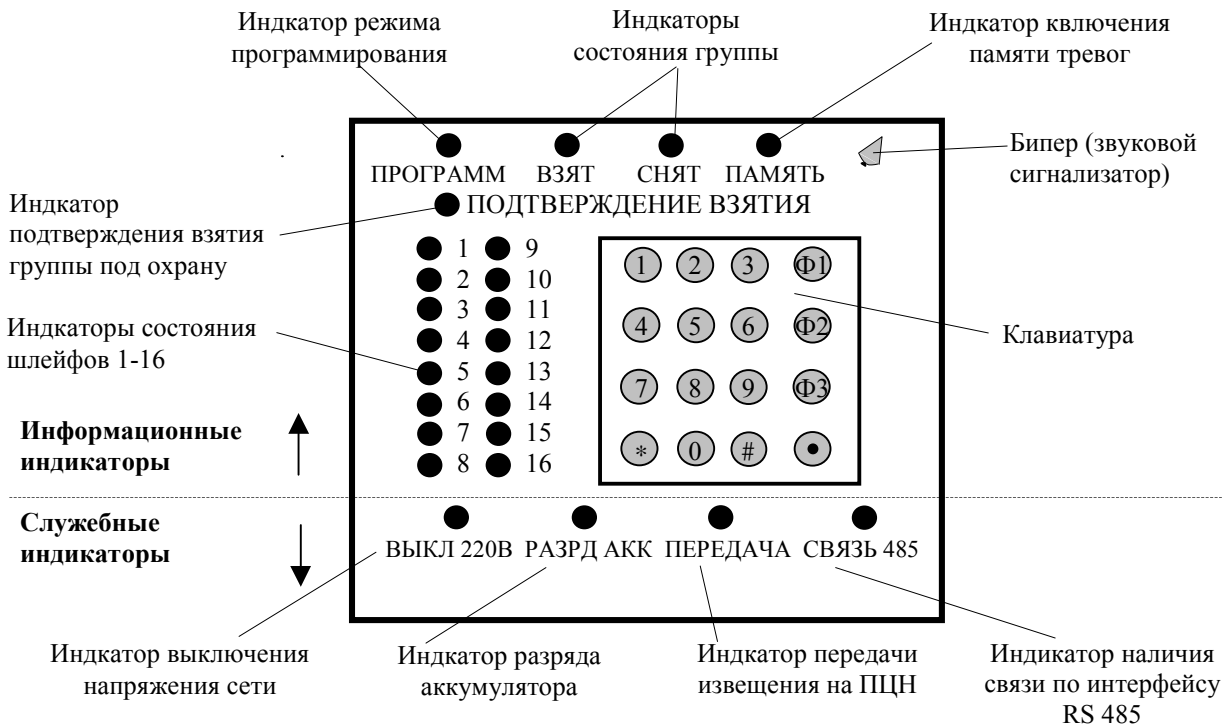 Индкатор режима
программирования
Индкаторы
состояния группы
Индкатор квлючения
памяти тревог
Бипер (звуковой
сигнализатор)
ПРОГРАММ ВЗЯТ СНЯТ ПАМЯТЬ
ПОДТВЕРЖДЕНИЕ ВЗЯТИЯ
Индкатор
подтверждения взятия
группы под охрану
1 9
2 10
3 11
4 12
5 13
6 14
7 15
8 16
1 2 3 Ф1
4 5 6 Ф2
7 8 9 Ф3
* 0 # •
Клавиатура
Индкаторы состояния
шлейфов 1-16
Информационные
индикаторы
Служебные
индикаторы
ВЫКЛ 220В РАЗРД АКК ПЕРЕДАЧА СВЯЗЬ 485
Индкатор выключения
напряжения сети
Индкатор разряда
аккумулятора
Индкатор передачи
извещения на ПЦН
Индикатор наличия
связи по интерфейсу
RS 485